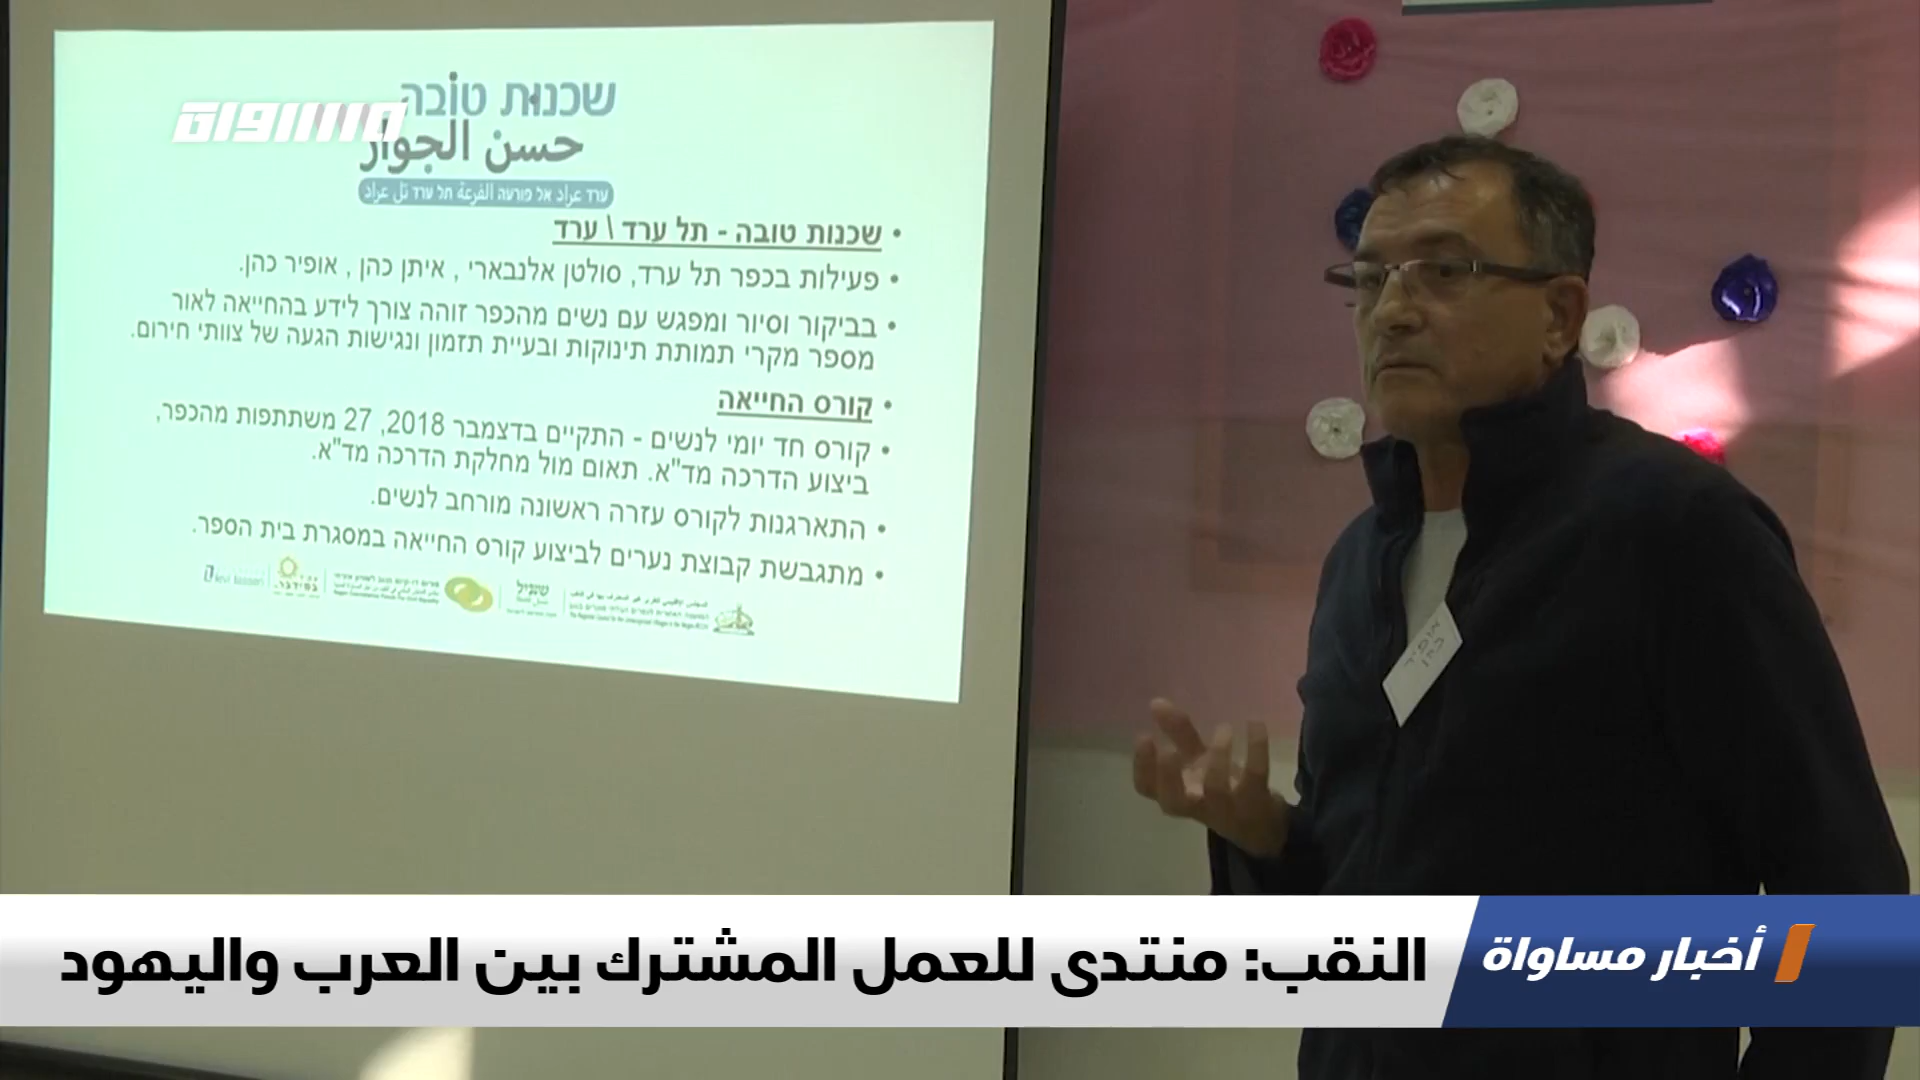 שכנות טובה
مساواة
حسن الجوار
ערד عراد אל פורעה الفرعة תל ערד تل عراد
• שכנות טובה - תל ערד \ ערד
• פעילות בכפר תל ערד, סולטן אלנבארי , איתן כהן , אופיר כהן.
• בביקור וסיור ומפגש עם נשים מהכפר זוהה צורך לידע בהחייאה לאור
מספר מקרי תמותת תינוקות ובעיית תזמון ונגישות הגעה של צוותי חירום.
• קורס החייאה
• קורס חד יומי לנשים - התקיים בדצמבר 2018, 27 משתתפות מהכפר,
ביצוע הדרכה מד"א. תאום מול מחלקת הדרכה מד"א.
• התארגנות לקורס עזרה ראשונה מורחב לנשים.
• מתגבשת קבוצת נערים לביצוע קורס החייאה במסגרת בית הספר.
שתיל
במידבר
אופיר
כהן
أخبار مساواة
النقب: منتدى للعمل المشترك بين العرب واليهود